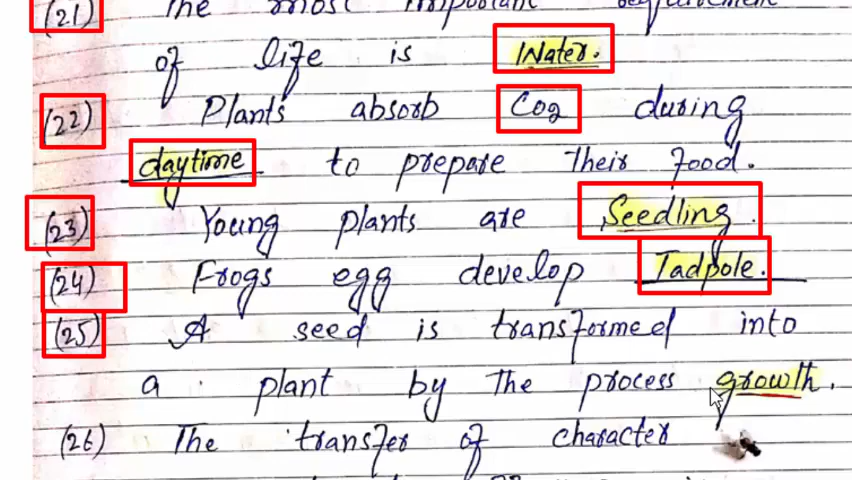 (21) The most important requirement
of life is Water.
(22) Plants absorb Co2 during
daytime to prepare Their food.
(23) Young plants are Seedling.
(24) Frogs egg develop Tadpole.
(25) A seed is transformed into
a plant by The process growth.
(26) The transfer of character